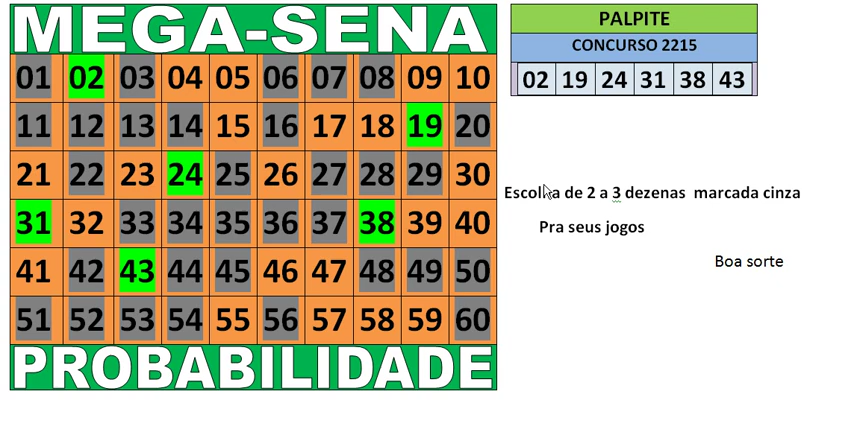 MEGA-SENA
01 02 03 04 05 06 07 08 09 10
11 12 13 14 15 16 17 18 19 20
21 22 23 24 25 26 27 28 29 30
31 32 33 34 35 36 37 38 39 40
41 42 43 44 45 46 47 48 49 50
51 52 53 54 55 56 57 58 59 60
PROBABILIDADE
PALPITE
CONCURSO 2215
02 19 24 31 38 43
Escolha de 2 a 3 dezenas marcada cinza
Pra seus jogos
Boa sorte